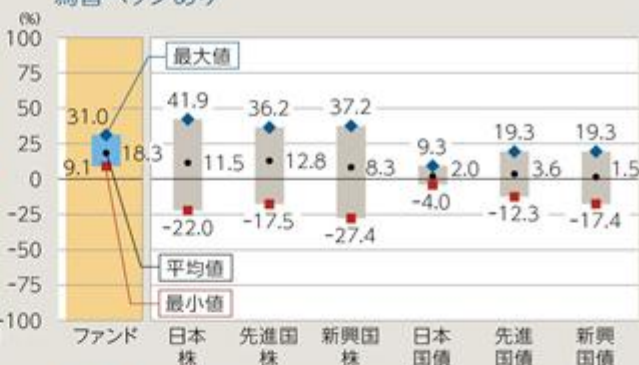 (%)
100
75
50
25
0
-25
-50
-75
-100
最大値
平均値
最小値
31.0
18.3
9.1
41.9
11.5
-22.0
36.2
12.8
-17.5
37.2
8.3
-27.4
9.3
2.0
-4.0
19.3
3.6
-12.3
19.3
1.5
-17.4
ファンド
日本
株
先進国
株
新興国
株
日本
国債
先進
国債
新興
国債